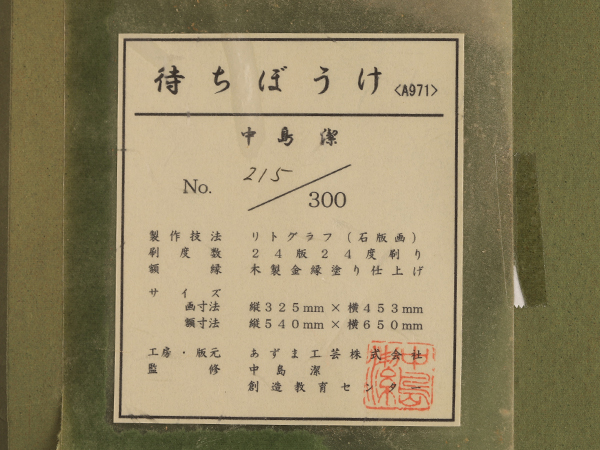 待ちぼうけ〈A971〉
中島潔
No. 215/300
製作技法 リトグラフ(石版画)
刷度数 24版24度刷り
額縁 木製金縁塗り仕上げ
サイズ
画寸法 縦325mm×横453mm
額寸法 縦540mm×横650mm
工房・版元 あずま工芸株式会社
監修 中島潔
創造教育センター
中島潔